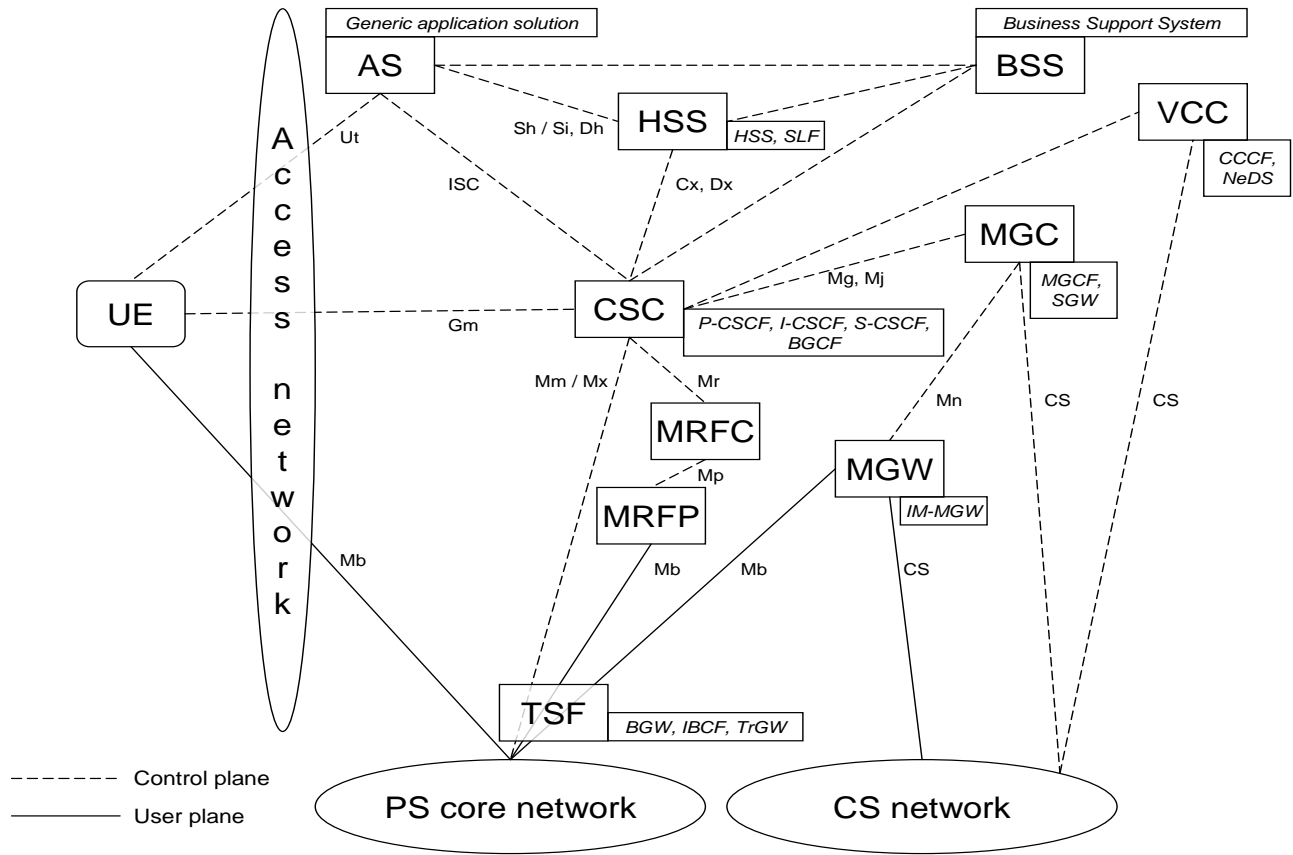 Generic application solution
Business Support System
AS
BSS
HSS
HSS, SLF
VCC
CCCF,
NeDS
Access network
Ut
Sh / Si, Dh
ISC
Cx, Dx
MGC
MGCF,
SGW
Mg, Mj
UE
Gm
CSC
P-CSCF, I-CSCF, S-CSCF,
BGCF
Mm / Mx
Mr
MRFC
Mn
CS
CS
Mp
MGW
IM-MGW
MRFP
Mb
Mb
Mb
CS
TSF
BGW, IBCF, TrGW
Control plane
User plane
PS core network
CS network